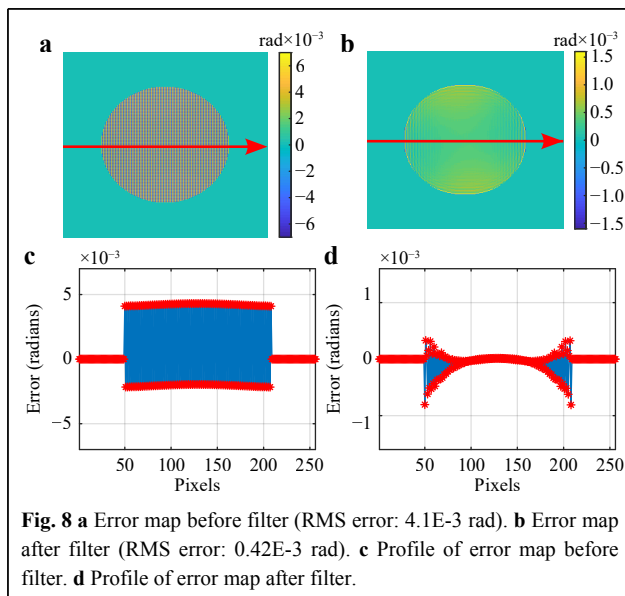 a
rad×10⁻³
6
4
2
0
−2
−4
−6
b
rad×10⁻³
1.5
1.0
0.5
0
−0.5
−1.0
−1.5
c
×10⁻³
5
0
−5
Error (radians)
50 100 150 200 250
Pixels
d
×10⁻³
1
0
−1
Error (radians)
50 100 150 200 250
Pixels
Fig. 8 a Error map before filter (RMS error: 4.1E-3 rad). b Error map
after filter (RMS error: 0.42E-3 rad). c Profile of error map before
filter. d Profile of error map after filter.